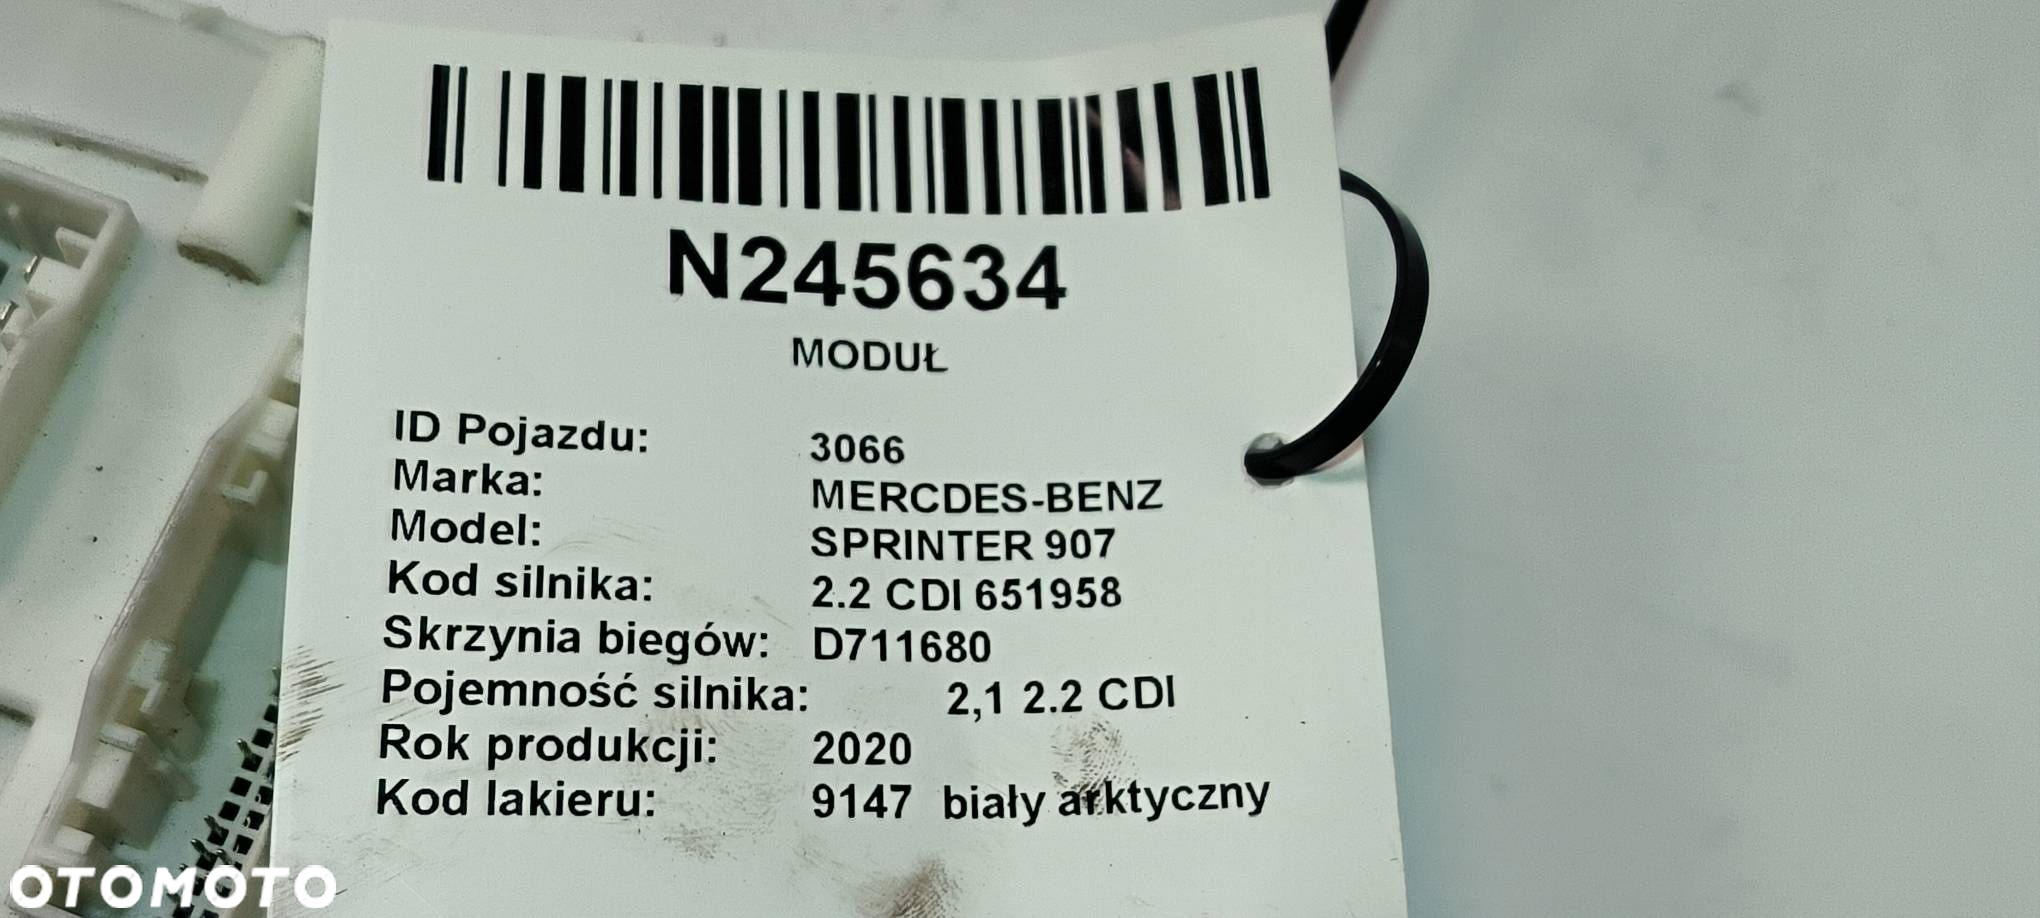 N245634
MODUŁ
ID Pojazdu: 3066
Marka: MERCDES-BENZ
Model: SPRINTER 907
Kod silnika: 2.2 CDI 651958
Skrzynia biegów: D711680
Pojemność silnika: 2,1 2.2 CDI
Rok produkcji: 2020
Kod lakieru: 9147 biały arktyczny
OTOMOTO